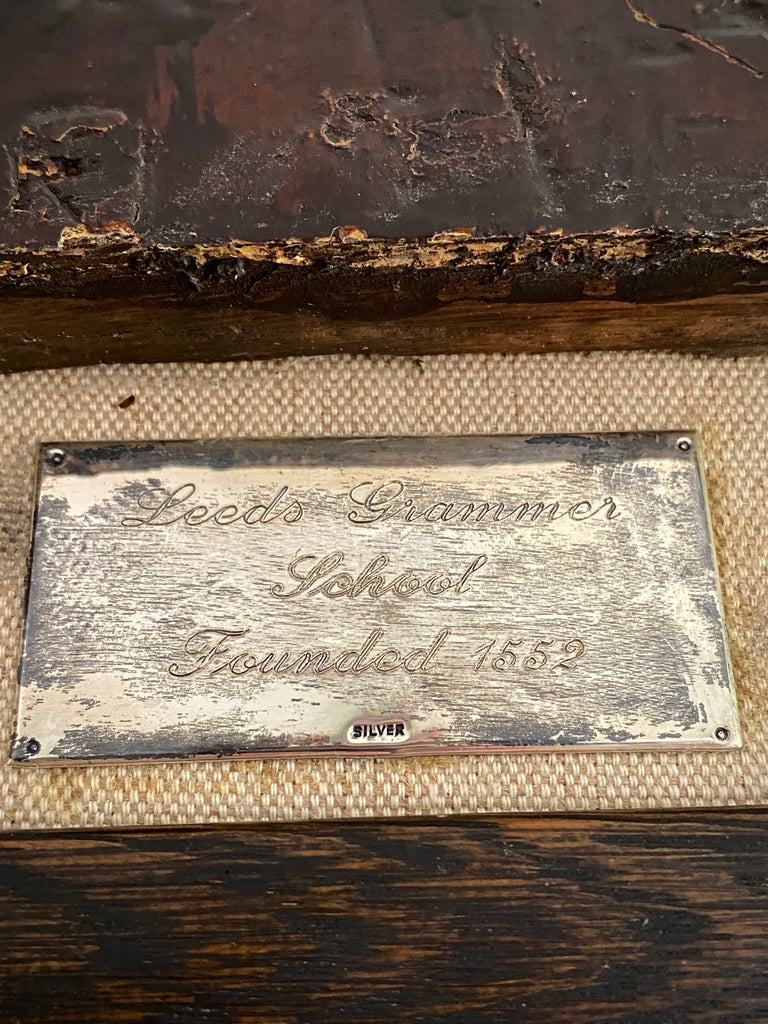 Leeds Grammer
School
Founded 1552
SILVER